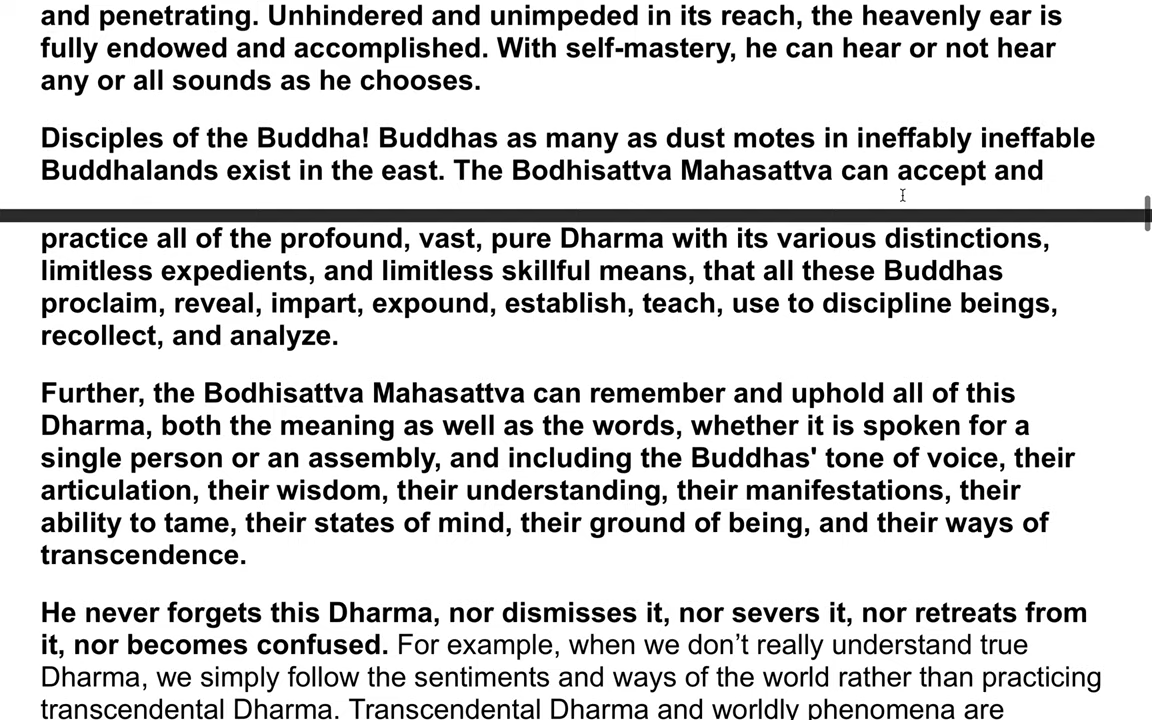 and penetrating. Unhindered and unimpeded in its reach, the heavenly ear is
fully endowed and accomplished. With self-mastery, he can hear or not hear
any or all sounds as he chooses.
Disciples of the Buddha! Buddhas as many as dust motes in ineffably ineffable
Buddhalands exist in the east. The Bodhisattva Mahasattva can accept and
practice all of the profound, vast, pure Dharma with its various distinctions,
limitless expedients, and limitless skillful means, that all these Buddhas
proclaim, reveal, impart, expound, establish, teach, use to discipline beings,
recollect, and analyze.
Further, the Bodhisattva Mahasattva can remember and uphold all of this
Dharma, both the meaning as well as the words, whether it is spoken for a
single person or an assembly, and including the Buddhas' tone of voice, their
articulation, their wisdom, their understanding, their manifestations, their
ability to tame, their states of mind, their ground of being, and their ways of
transcendence.
He never forgets this Dharma, nor dismisses it, nor severs it, nor retreats from
it, nor becomes confused. For example, when we don’t really understand true
Dharma, we simply follow the sentiments and ways of the world rather than practicing
transcendental Dharma. Transcendental Dharma and worldly phenomena are